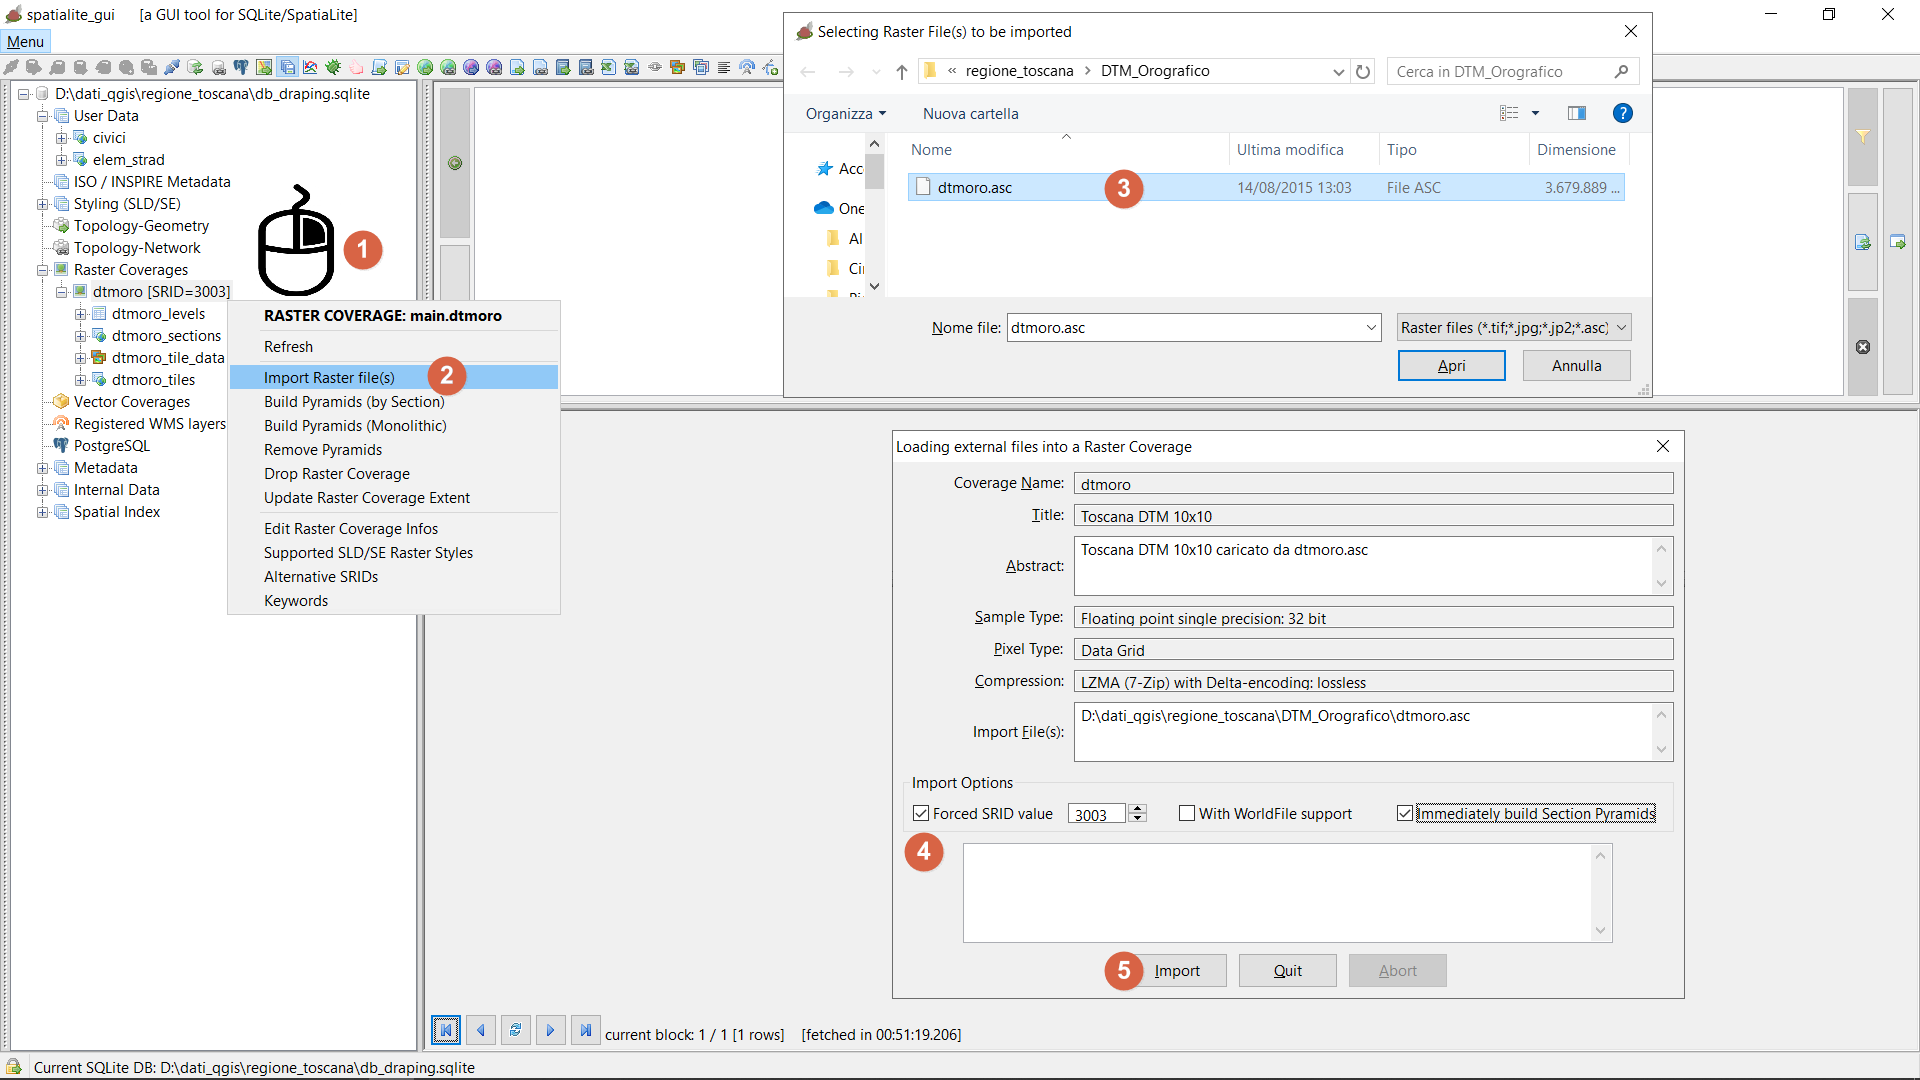 spatialite_gui [a GUI tool for SQLite/SpatiaLite]
Menu
D:\dati_qgis\regione_toscana\db_draping.sqlite
User Data
civici
elem_strad
ISO / INSPIRE Metadata
Styling (SLD/SE)
Topology-Geometry
Topology-Network
Raster Coverages
dtmoro [SRID=3003]
dtmoro_levels
dtmoro_sections
dtmoro_tile_data
dtmoro_tiles
Vector Coverages
Registered WMS layers
PostgreSQL
Metadata
Internal Data
Spatial Index
1
RASTER COVERAGE: main.dtmoro
Refresh
Import Raster file(s)
2
Build Pyramids (by Section)
Build Pyramids (Monolithic)
Remove Pyramids
Drop Raster Coverage
Update Raster Coverage Extent
Edit Raster Coverage Infos
Supported SLD/SE Raster Styles
Alternative SRIDs
Keywords
Selecting Raster File(s) to be imported
« regione_toscana > DTM_Orografico
Cerca in DTM_Orografico
Organizza
Nuova cartella
?
Nome Ultima modifica Tipo Dimensione
Acc
dtmoro.asc 3 14/08/2015 13:03 File ASC 3.679.889 ...
One
Al
Ci
Nome file: dtmoro.asc
Raster files (*.tif;*.jpg;*.jp2;*.asc)
Apri
Annulla
Loading external files into a Raster Coverage
Coverage Name: dtmoro
Title: Toscana DTM 10x10
Abstract: Toscana DTM 10x10 caricato da dtmoro.asc
Sample Type: Floating point single precision: 32 bit
Pixel Type: Data Grid
Compression: LZMA (7-Zip) with Delta-encoding: lossless
Import File(s): D:\dati_qgis\regione_toscana\DTM_Orografico\dtmoro.asc
Import Options
Forced SRID value 3003 With WorldFile support Immediately build Section Pyramids
4
5 Import Quit Abort
current block: 1 / 1 [1 rows] [fetched in 00:51:19.206]
Current SQLite DB: D:\dati_qgis\regione_toscana\db_draping.sqlite